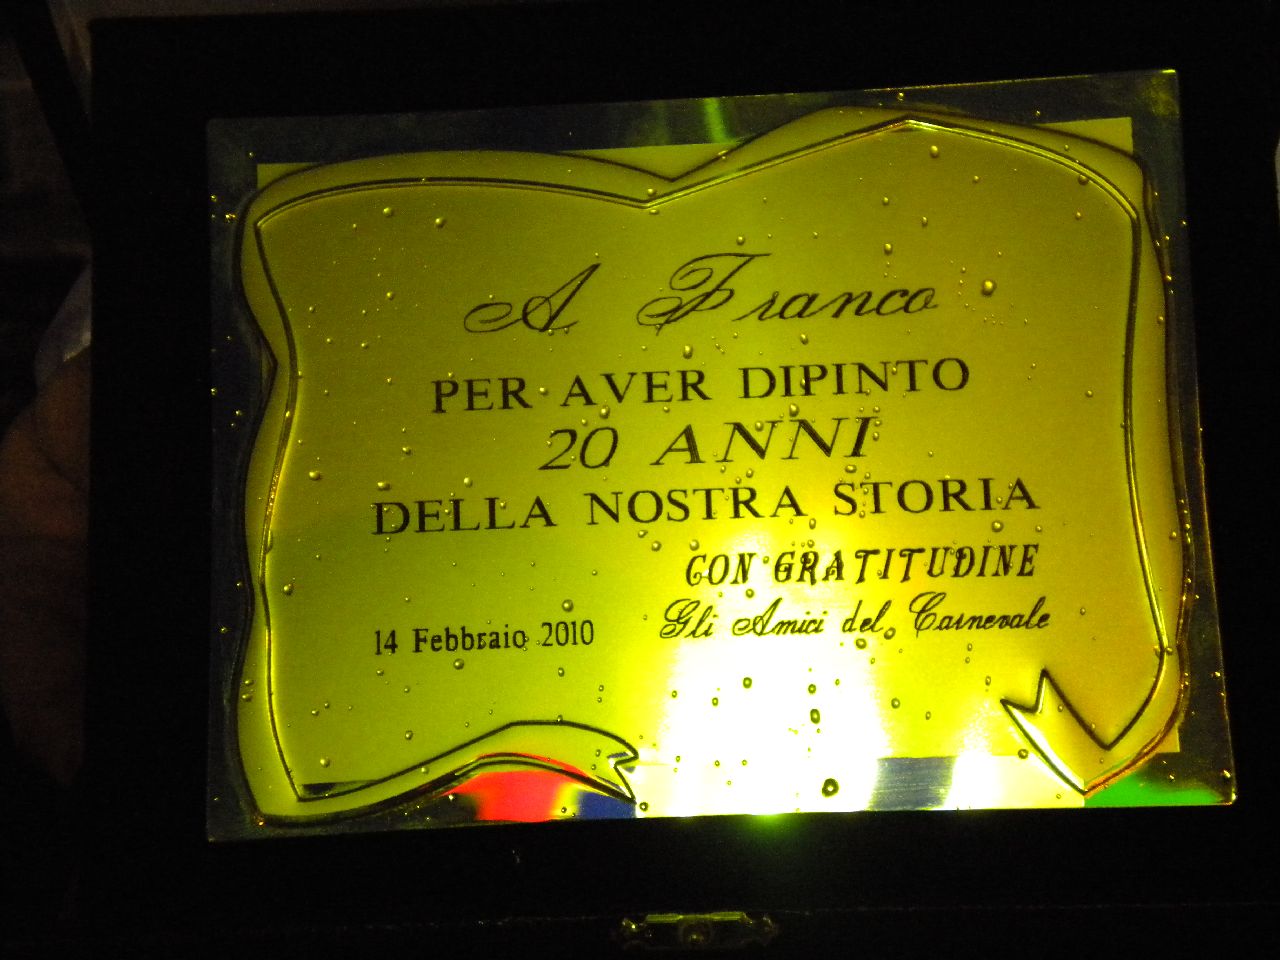 A Franco
PER AVER DIPINTO
20 ANNI
DELLA NOSTRA STORIA
CON GRATITUDINE
14 Febbraio 2010 Gli Amici del Carnevale